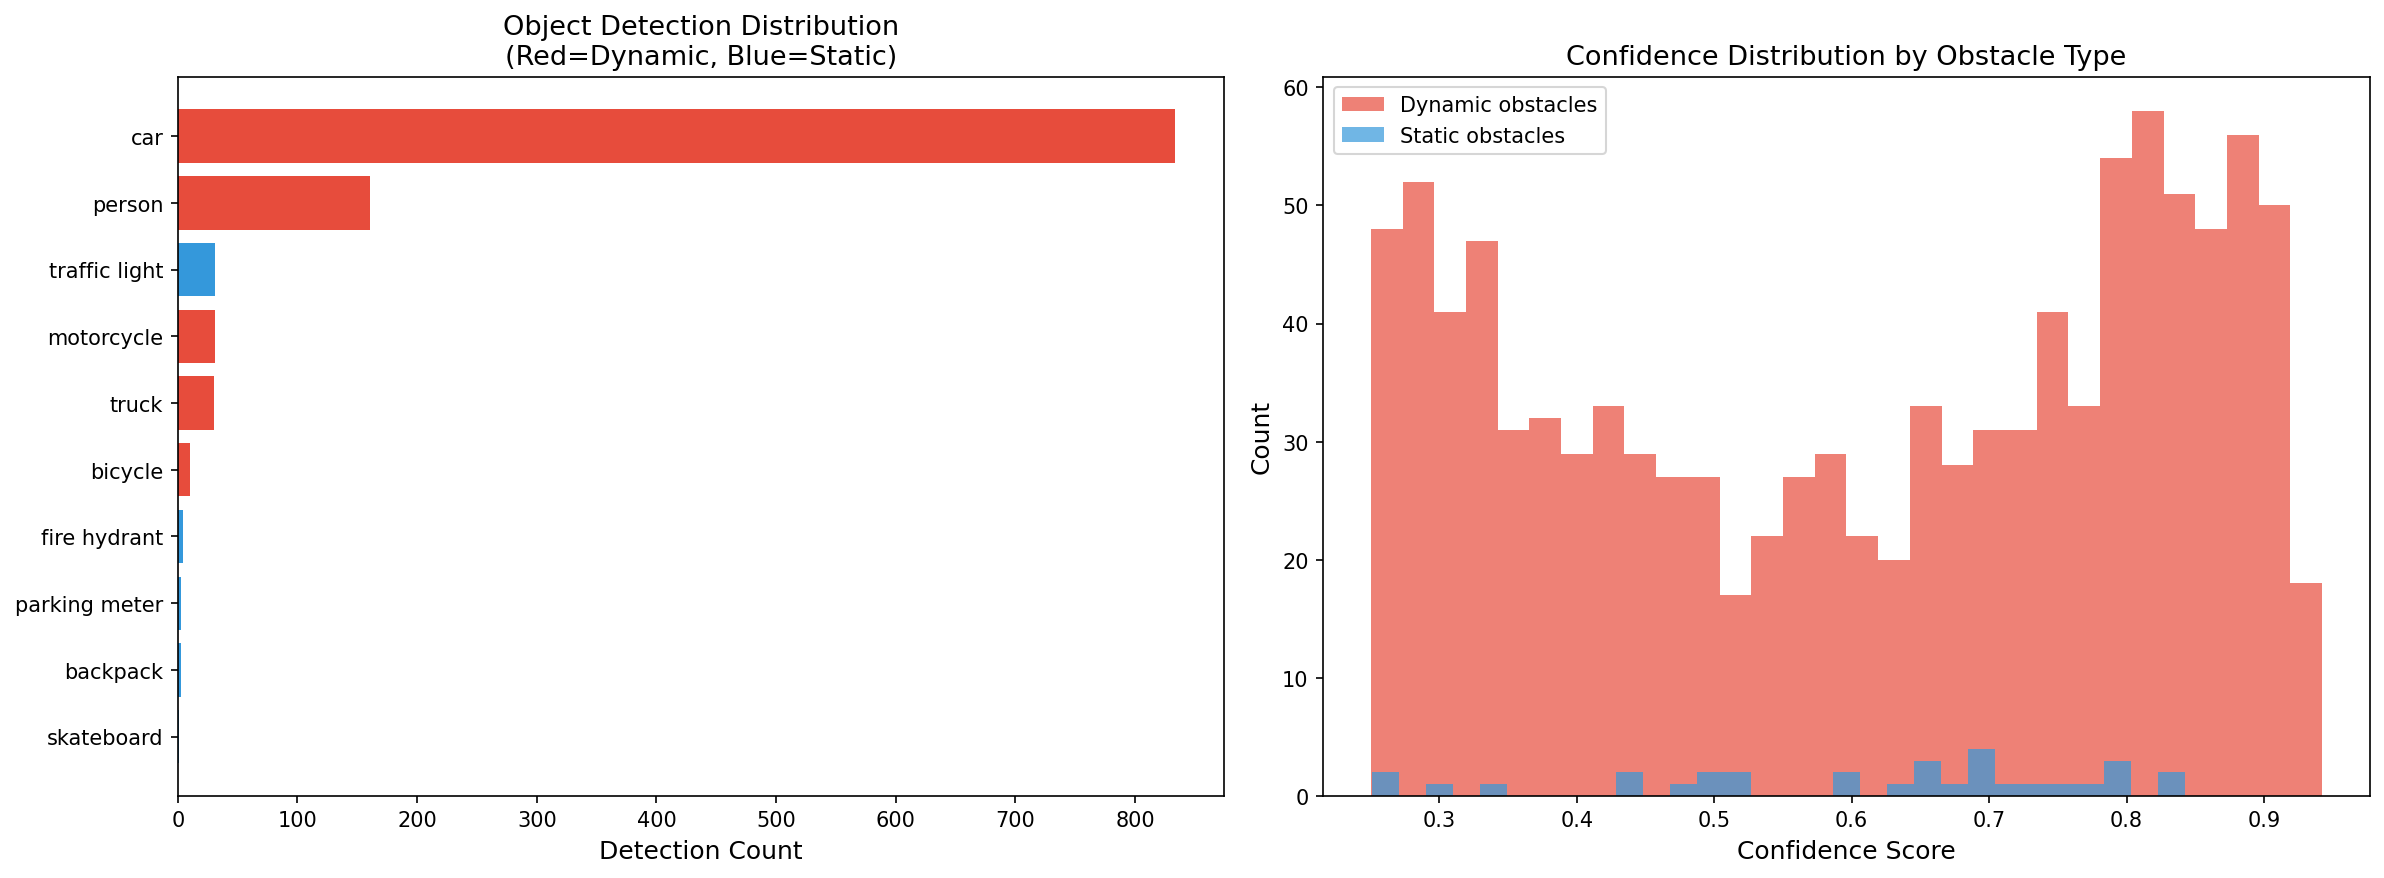 Object Detection Distribution
(Red=Dynamic, Blue=Static)
car
person
traffic light
motorcycle
truck
bicycle
fire hydrant
parking meter
backpack
skateboard
0 100 200 300 400 500 600 700 800
Detection Count
Confidence Distribution by Obstacle Type
Dynamic obstacles
Static obstacles
60
50
40
30
20
10
0
Count
0.3 0.4 0.5 0.6 0.7 0.8 0.9
Confidence Score